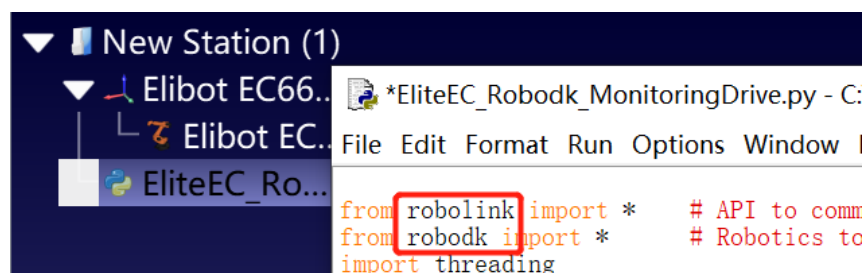 New Station (1)
Elibot EC66..
Elibot EC..
EliteEC_Ro...
*EliteEC_Robodk_MonitoringDrive.py - C:
File Edit Format Run Options Window
from robolink import * # API to comm
from robodk import * # Robotics to
import threading